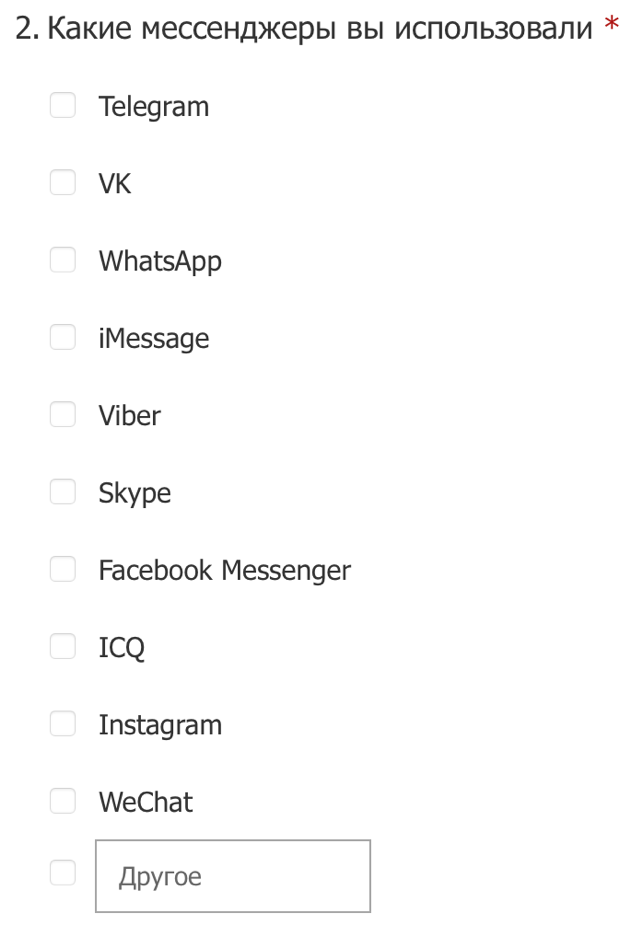 2. Какие мессенджеры вы использовали *
Telegram
VK
WhatsApp
iMessage
Viber
Skype
Facebook Messenger
ICQ
Instagram
WeChat
Другое